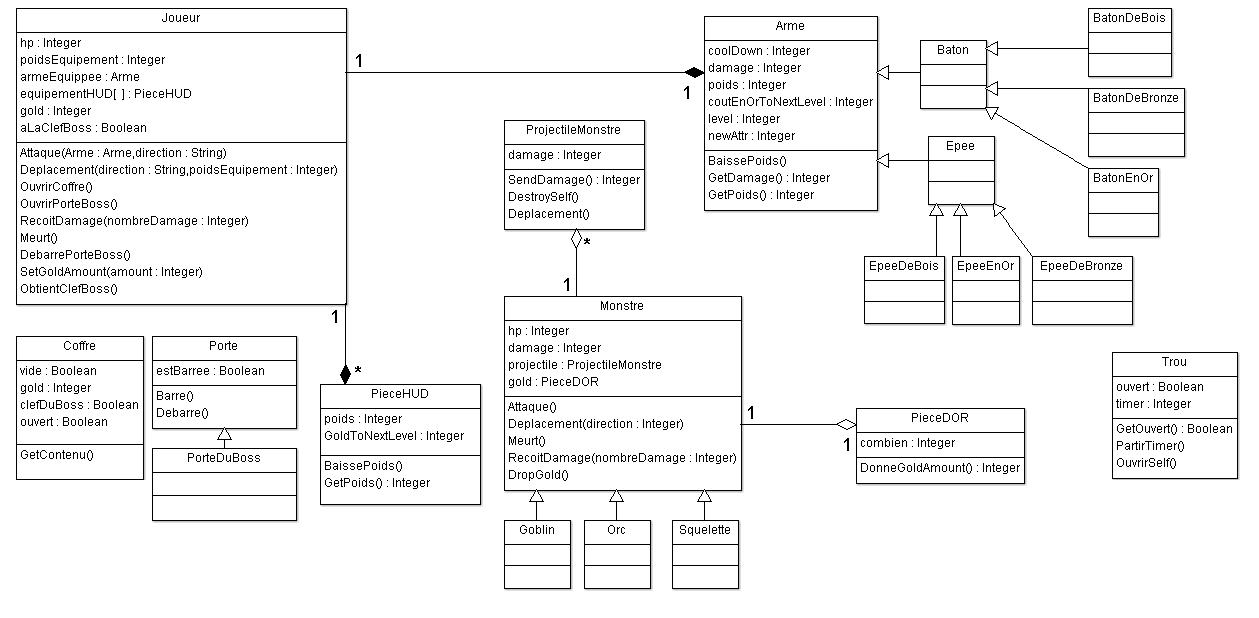 Joueur
hp : Integer
poidsEquipement : Integer
armeEquippee : Arme
equipementHUD[ ] : PieceHUD
gold : Integer
aLaClefBoss : Boolean
Attaque(Arme : Arme,direction : String)
Deplacement(direction : String,poidsEquipement : Integer)
OuvrirCoffre()
OuvrirPorteBoss()
RecoitDamage(nombreDamage : Integer)
Meurt()
DebarrePorteBoss()
SetGoldAmount(amount : Integer)
ObtientClefBoss()
1
1
Arme
coolDown : Integer
damage : Integer
poids : Integer
coutEnOrToNextLevel : Integer
level : Integer
newAttr : Integer
BaissePoids()
GetDamage() : Integer
GetPoids() : Integer
Baton
BatonDeBois
BatonDeBronze
BatonEnOr
Epee
EpeeDeBois
EpeeEnOr
EpeeDeBronze
ProjectileMonstre
damage : Integer
SendDamage() : Integer
DestroySelf()
Deplacement()
*
1
Monstre
hp : Integer
damage : Integer
projectile : ProjectileMonstre
gold : PieceDOR
Attaque()
Deplacement(direction : Integer)
Meurt()
RecoitDamage(nombreDamage : Integer)
DropGold()
Goblin
Orc
Squelette
1
1
PieceDOR
combien : Integer
DonneGoldAmount() : Integer
Trou
ouvert : Boolean
timer : Integer
GetOuvert() : Boolean
PartirTimer()
OuvrirSelf()
Coffre
vide : Boolean
gold : Integer
clefDuBoss : Boolean
ouvert : Boolean
GetContenu()
Porte
estBarree : Boolean
Barre()
Debarre()
PorteDuBoss
1
*
PieceHUD
poids : Integer
GoldToNextLevel : Integer
BaissePoids()
GetPoids() : Integer